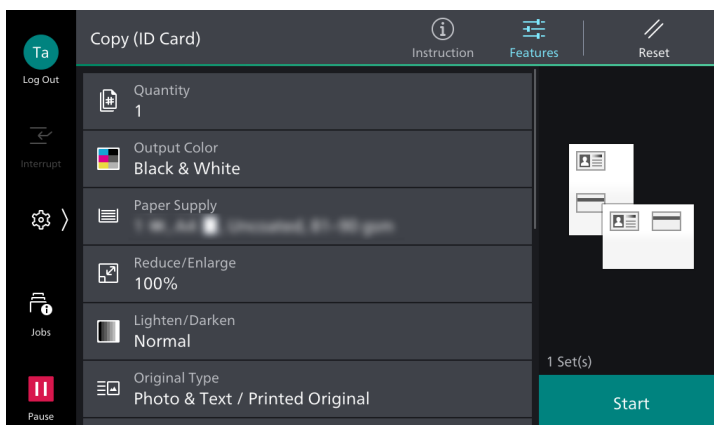 Ta
Log Out
Interrupt
Jobs
Pause
Copy (ID Card)
Instruction
Features
Reset
Quantity
1
Output Color
Black & White
Paper Supply
Reduce/Enlarge
100%
Lighten/Darken
Normal
Original Type
Photo & Text / Printed Original
1 Set(s)
Start